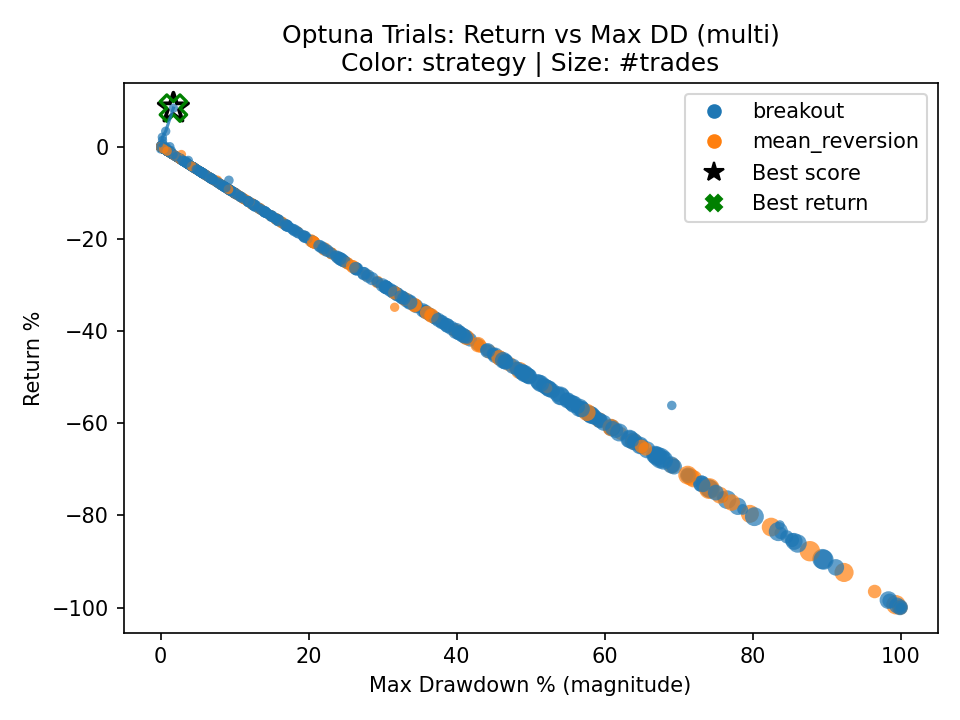 Optuna Trials: Return vs Max DD (multi)
Color: strategy | Size: #trades
breakout
mean_reversion
Best score
Best return
0
−20
−40
−60
−80
−100
Return %
0
20
40
60
80
100
Max Drawdown % (magnitude)